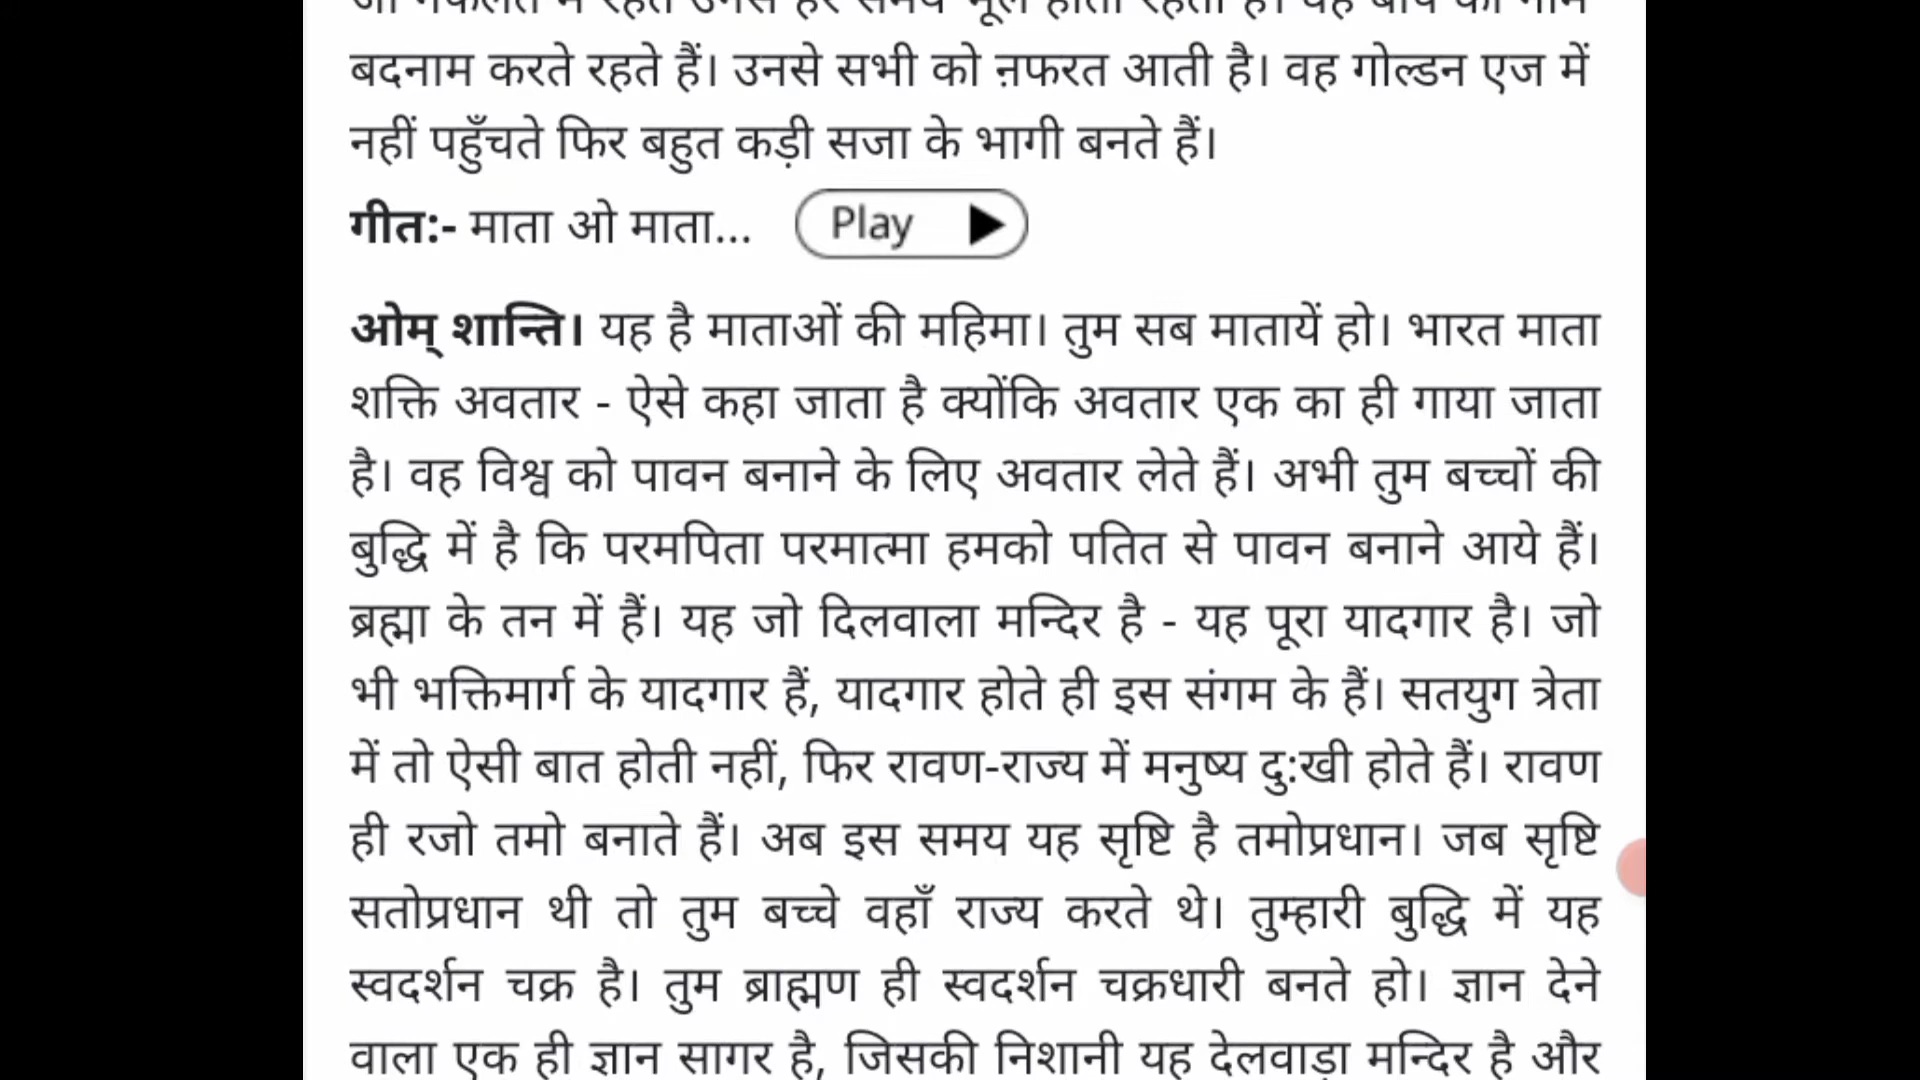 बदनाम करते रहते हैं। उनसे सभी को ऩफरत आती है। वह गोल्डन एज में
नहीं पहुँचते फिर बहुत कड़ी सजा के भागी बनते हैं।
गीत:- माता ओ माता... Play
ओम् शान्ति। यह है माताओं की महिमा। तुम सब मातायें हो। भारत माता
शक्ति अवतार - ऐसे कहा जाता है क्योंकि अवतार एक का ही गाया जाता
है। वह विश्व को पावन बनाने के लिए अवतार लेते हैं। अभी तुम बच्चों की
बुद्धि में है कि परमपिता परमात्मा हमको पतित से पावन बनाने आये हैं।
ब्रह्मा के तन में हैं। यह जो दिलवाला मन्दिर है - यह पूरा यादगार है। जो
भी भक्तिमार्ग के यादगार हैं, यादगार होते ही इस संगम के हैं। सतयुग त्रेता
में तो ऐसी बात होती नहीं, फिर रावण-राज्य में मनुष्य दु:खी होते हैं। रावण
ही रजो तमो बनाते हैं। अब इस समय यह सृष्टि है तमोप्रधान। जब सृष्टि
सतोप्रधान थी तो तुम बच्चे वहाँ राज्य करते थे। तुम्हारी बुद्धि में यह
स्वदर्शन चक्र है। तुम ब्राह्मण ही स्वदर्शन चक्रधारी बनते हो। ज्ञान देने
वाला एक ही ज्ञान सागर है, जिसकी निशानी यह देलवाड़ा मन्दिर है और